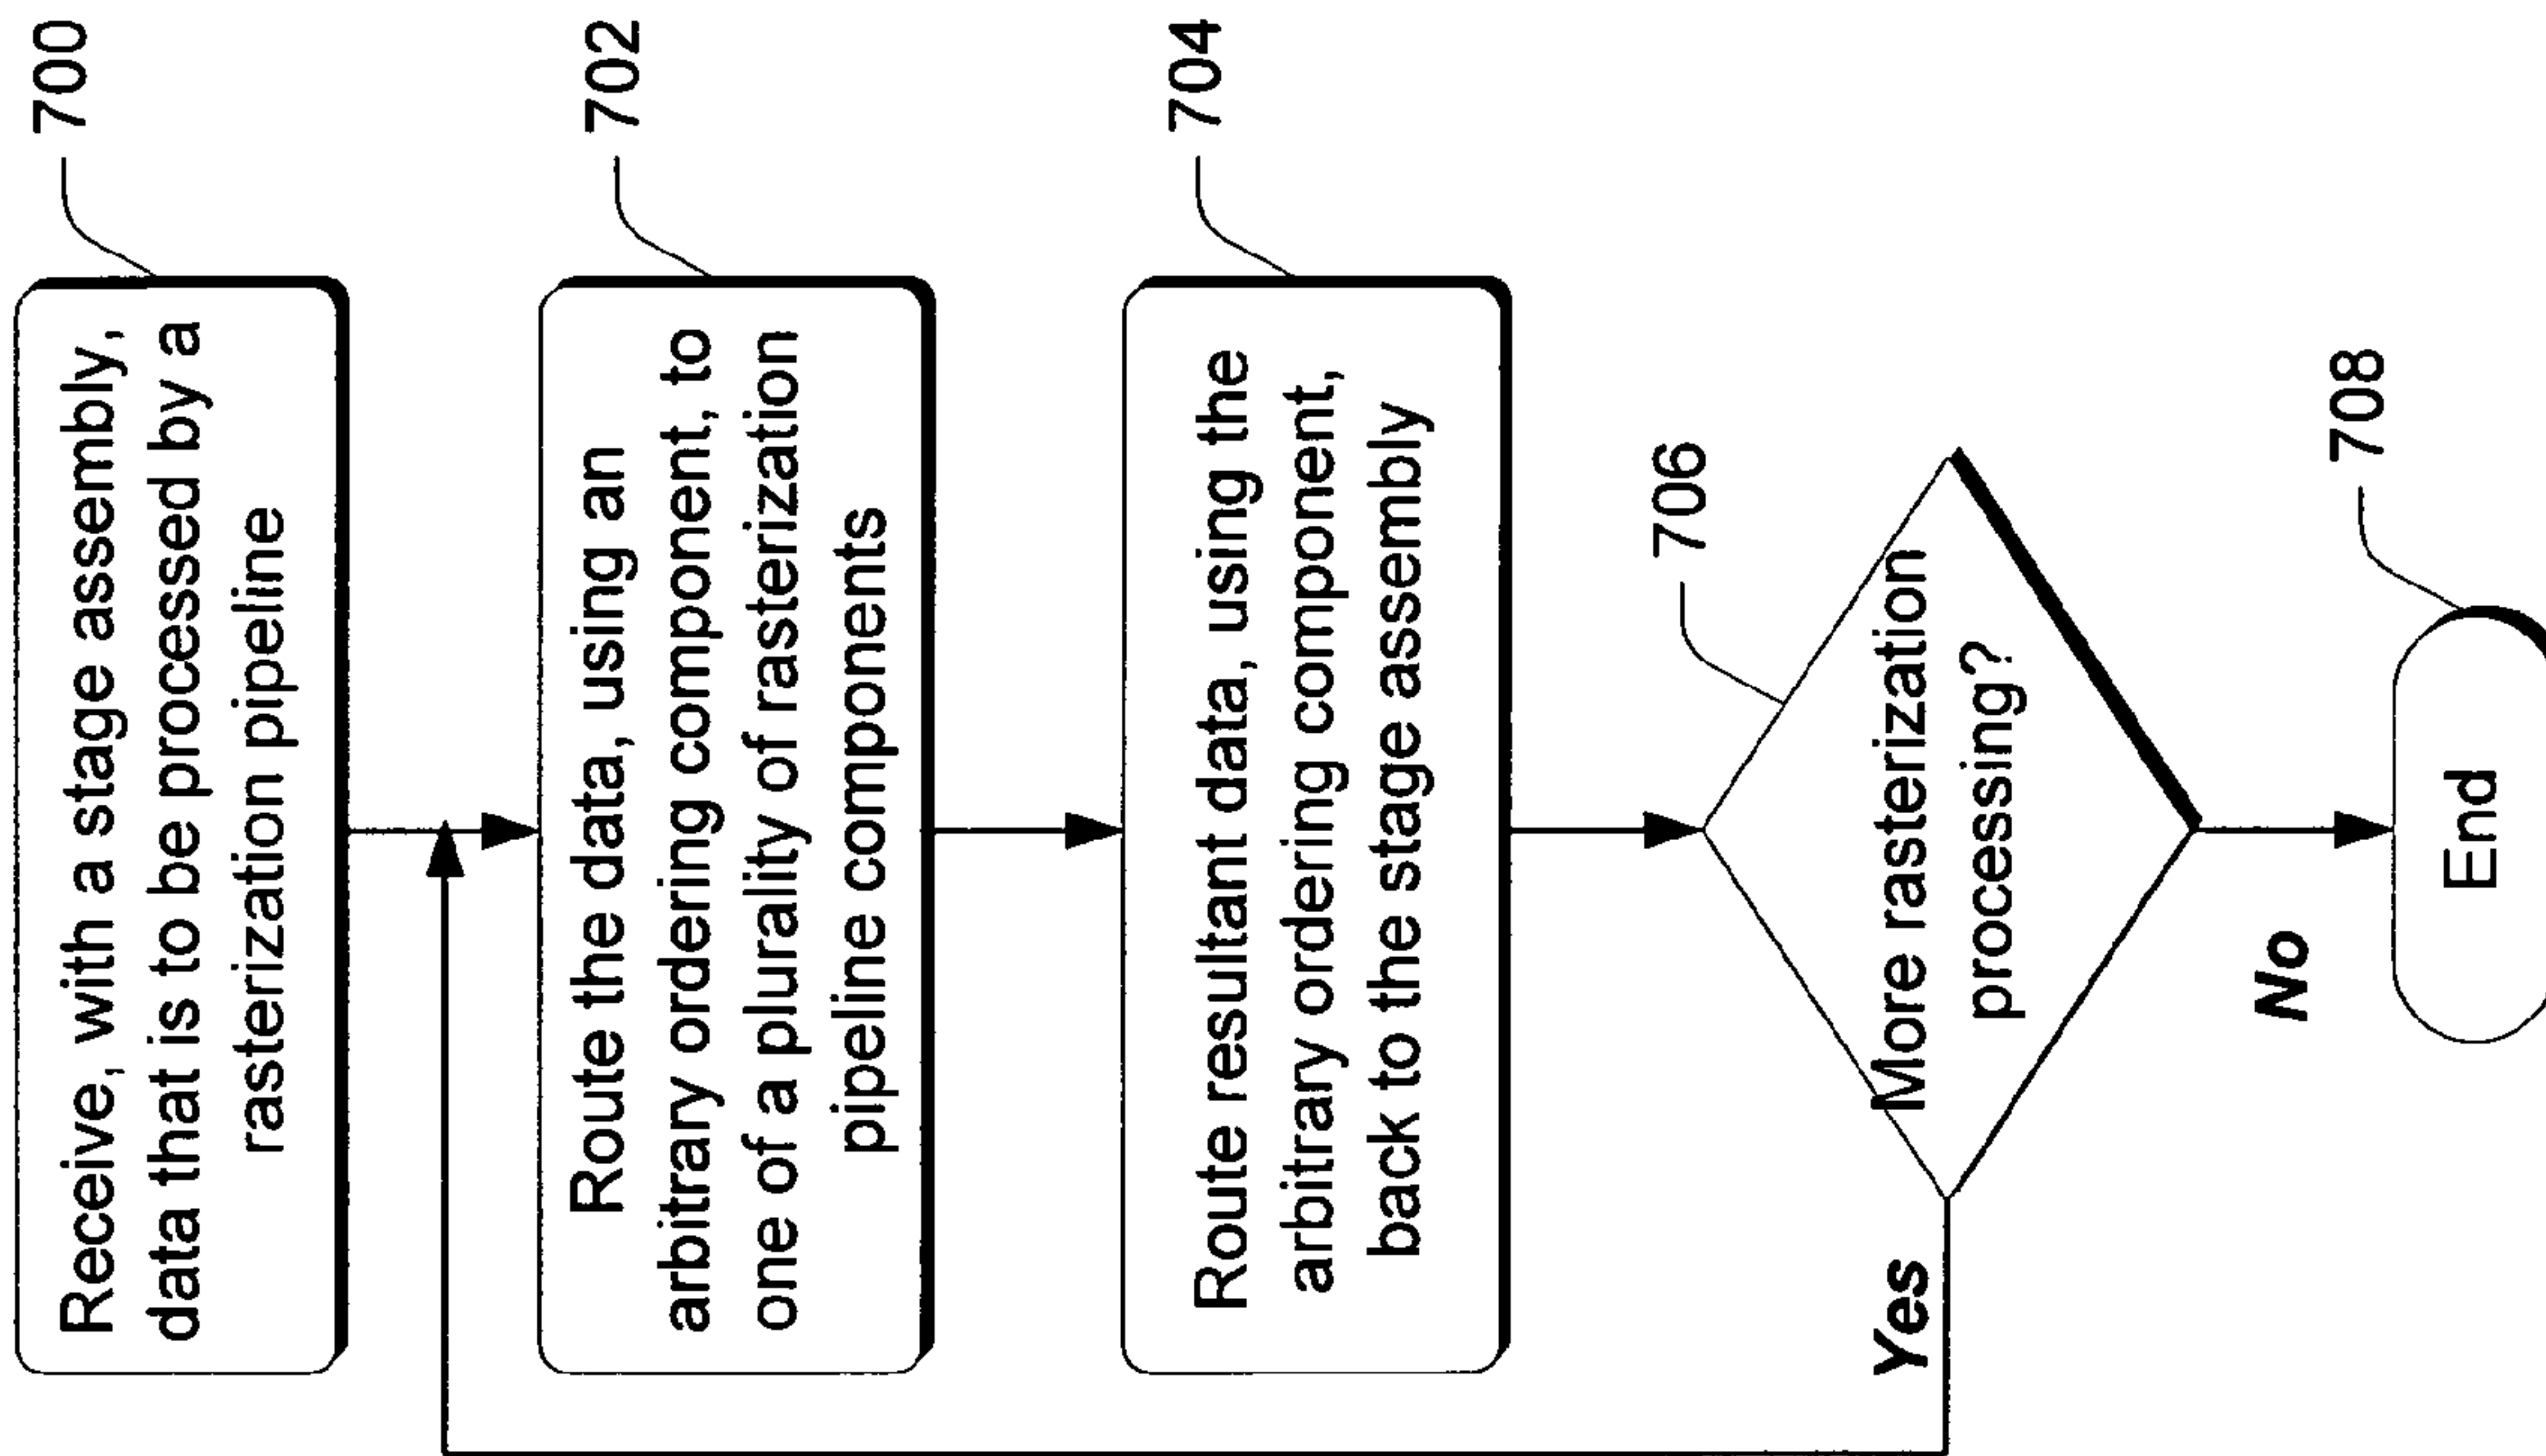 700
Receive, with a stage assembly,
data that is to be processed by a
rasterization pipeline
702
Route the data, using an
arbitrary ordering component, to
one of a plurality of rasterization
pipeline components
704
Route resultant data, using the
arbitrary ordering component,
back to the stage assembly
706
More rasterization
processing?
Yes
No
708
End